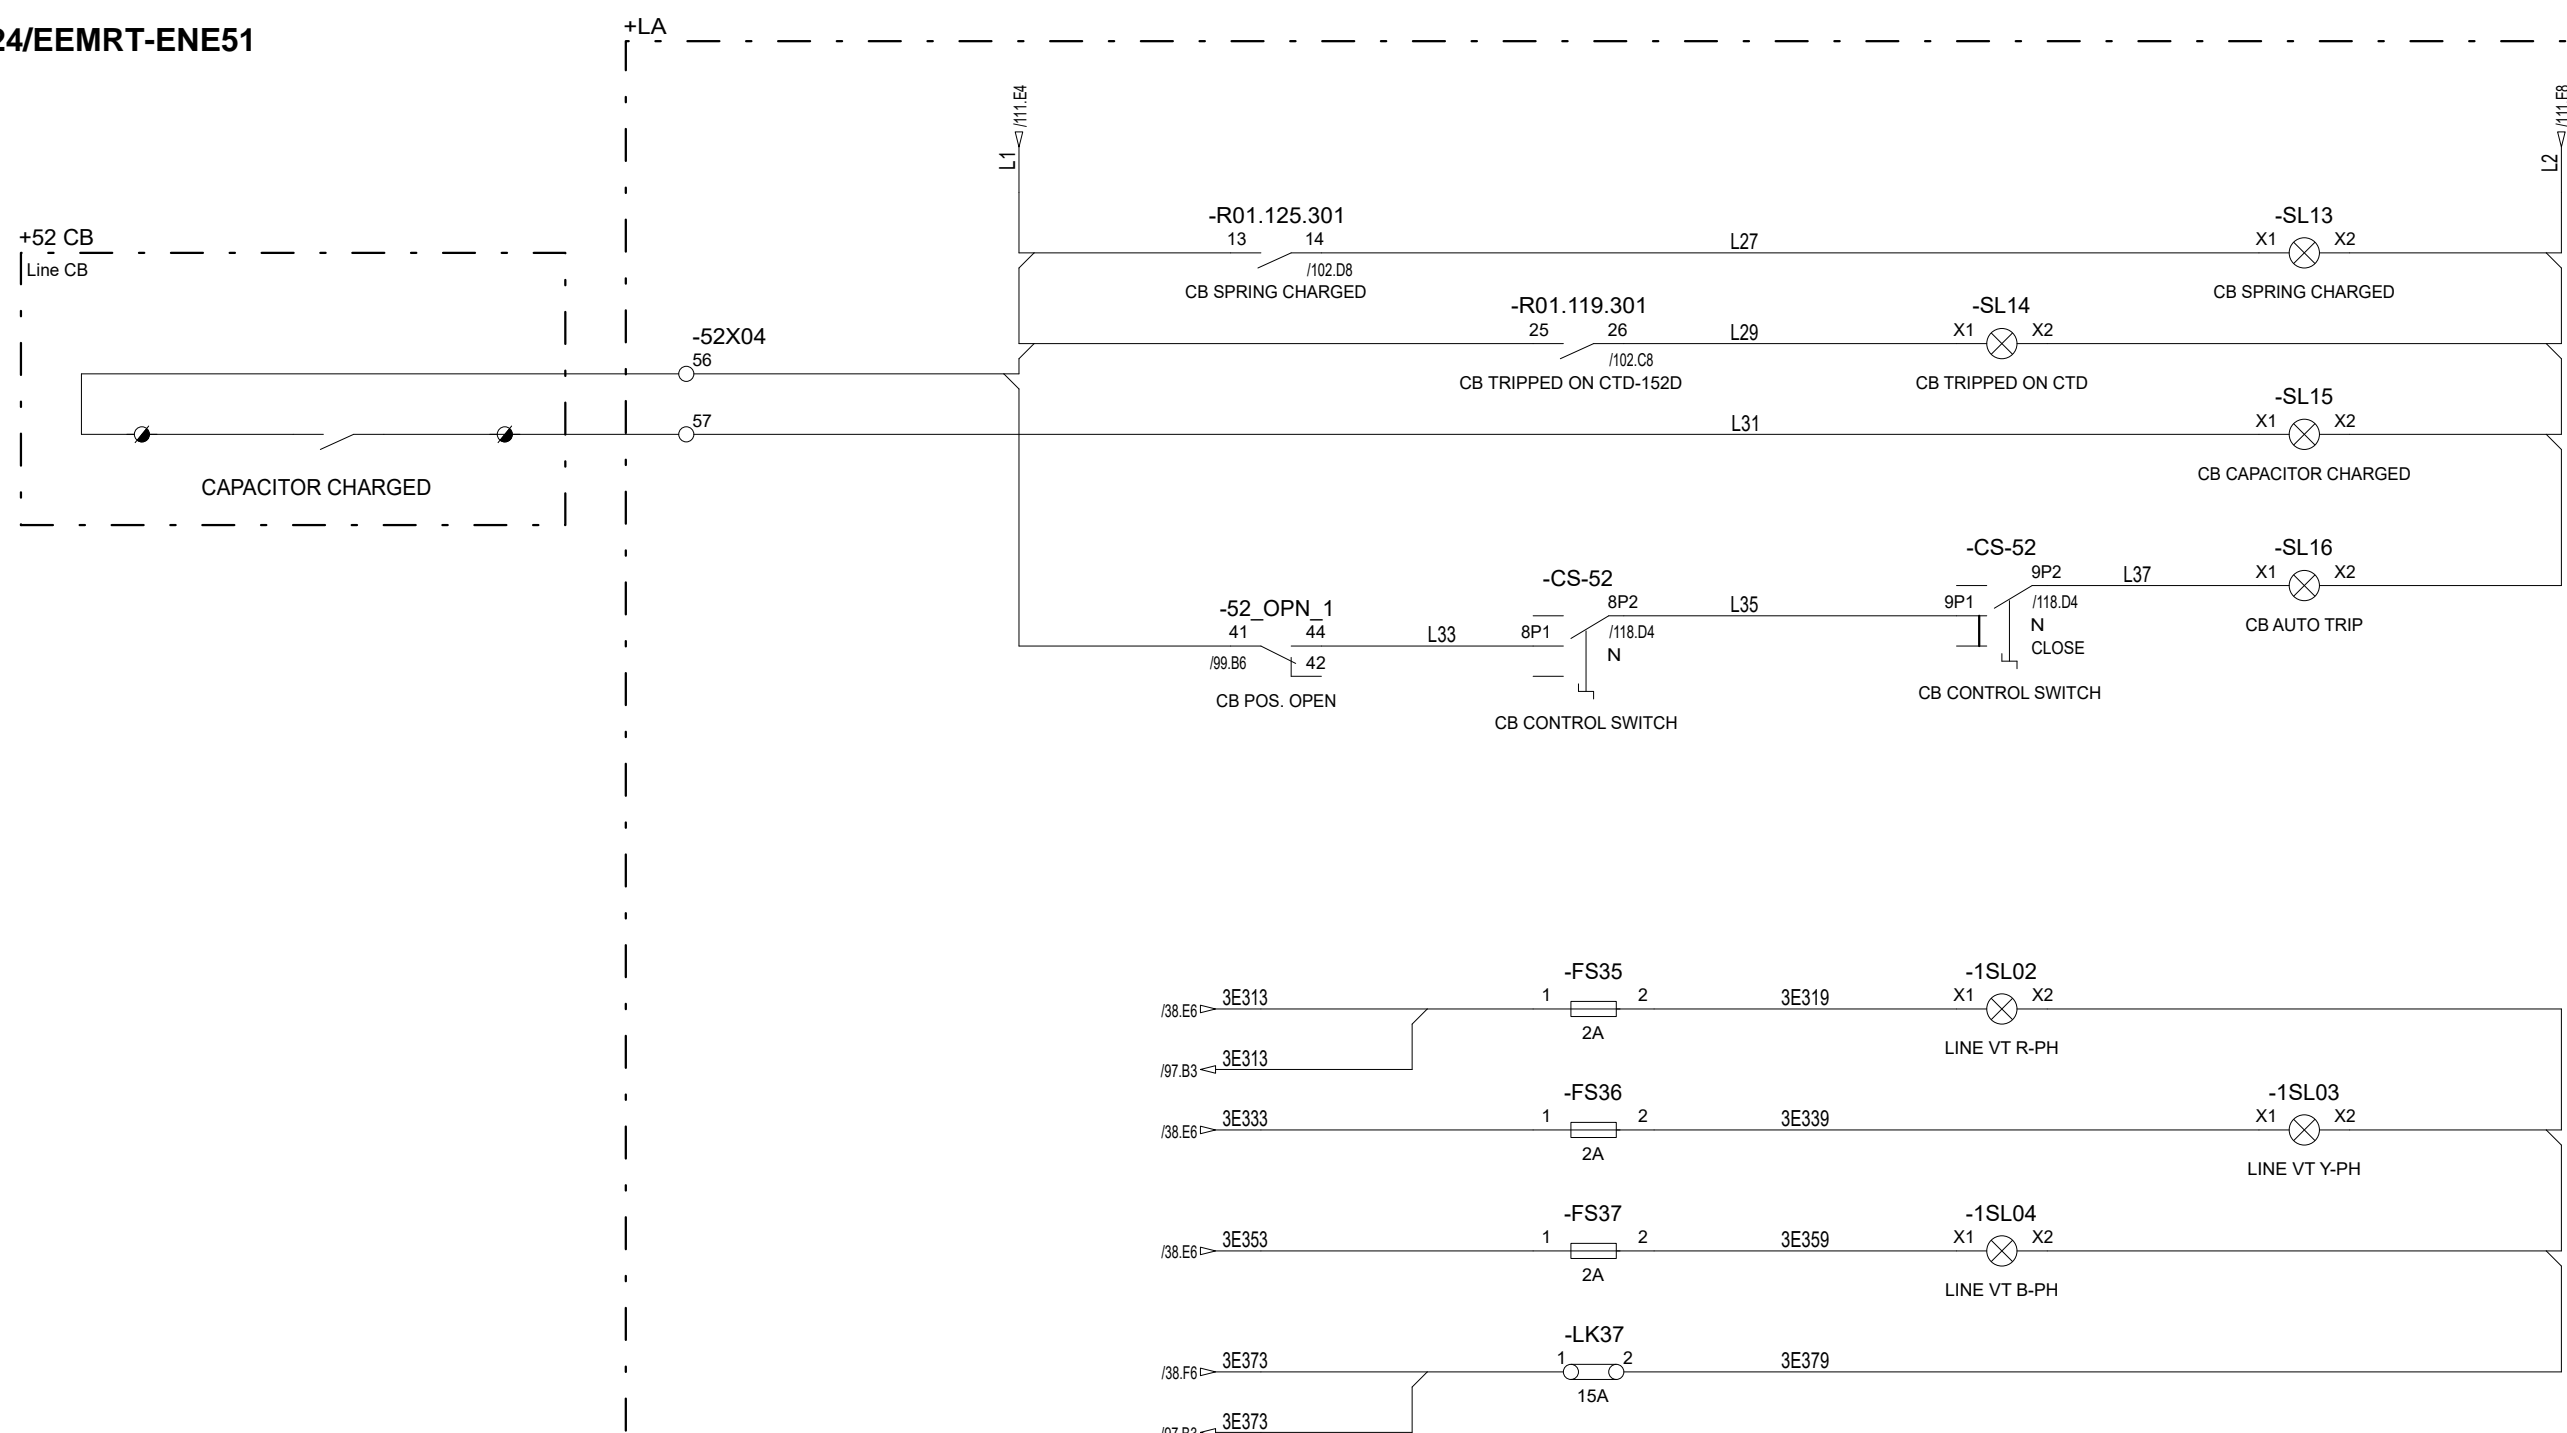 24/EEMRT-ENE51
+LA
/111.E4
/111.E8
L1
L2
+52 CB
Line CB
-R01.125.301
13 14
/102.D8
CB SPRING CHARGED
L27
-SL13
X1 X2
CB SPRING CHARGED
-R01.119.301
25 26
/102.C8
CB TRIPPED ON CTD-152D
L29
-SL14
X1 X2
CB TRIPPED ON CTD
-52X04
56
57
L31
-SL15
X1 X2
CB CAPACITOR CHARGED
CAPACITOR CHARGED
-52_OPN_1
41 44
/99.B6 42
CB POS. OPEN
L33
-CS-52
8P2
8P1 /118.D4
N
CB CONTROL SWITCH
L35
-CS-52
9P2
9P1 /118.D4
N
CLOSE
CB CONTROL SWITCH
L37
-SL16
X1 X2
CB AUTO TRIP
/38.E6 3E313
/97.B3 3E313
-FS35
1 2
2A
3E319
-1SL02
X1 X2
LINE VT R-PH
/38.E6 3E333
-FS36
1 2
2A
3E339
-1SL03
X1 X2
LINE VT Y-PH
/38.E6 3E353
-FS37
1 2
2A
3E359
-1SL04
X1 X2
LINE VT B-PH
/38.F6 3E373
-LK37
1 2
15A
3E379
/97.B3 3E373